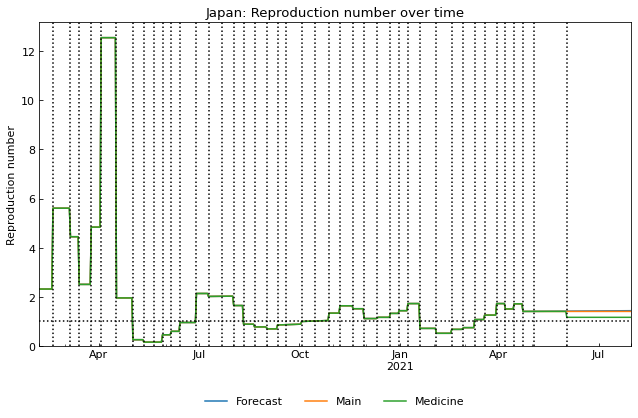 Japan: Reproduction number over time
Reproduction number
12
10
8
6
4
2
0
Apr Jul Oct Jan Apr Jul
2021
Forecast Main Medicine